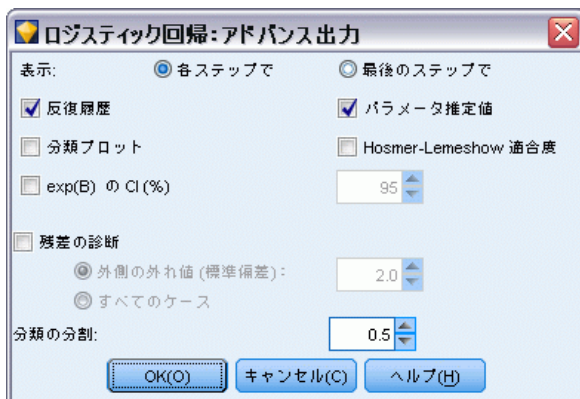 ロジスティック回帰:アドバンス出力
表示: 各ステップで 最後のステップで
反復履歴 パラメータ推定値
分類プロット Hosmer-Lemeshow 適合度
exp(B) の CI(%) 95
残差の診断
外側の外れ値 (標準偏差): 2.0
すべてのケース
分類の分割: 0.5
OK(O) キャンセル(C) ヘルプ(H)